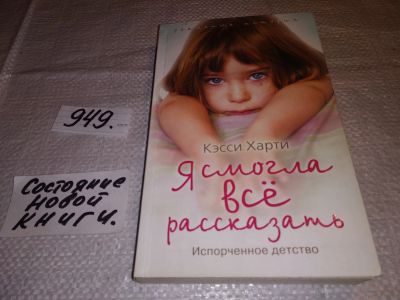 949.
Состояние
новой
книги.
Кэсси Харти
Я смогла
всё
рассказать
Испорченное детство